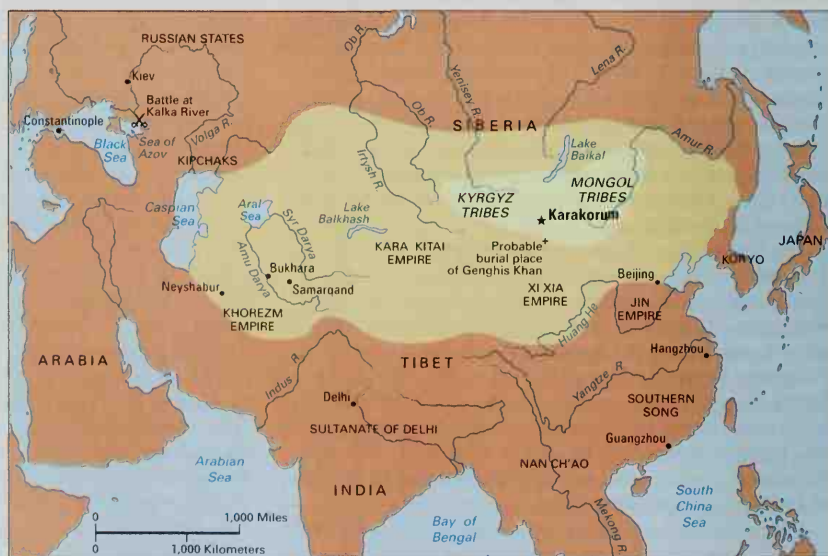 RUSSIAN STATES
Kiev
Battle at
Kalka River
Constantinople
Black
Sea
Sea of
Azov
Volga R.
KIPCHAKS
Caspian
Sea
Aral
Sea
Syr Darya
Amu Darya
Lake
Balkhash
Ob R.
Ob R.
Irtysh R.
Yenisey R.
Lena R.
SIBERIA
Lake
Baikal
Amur R.
KYRGYZ
TRIBES
MONGOL
TRIBES
Karakorum
Probable
burial place
of Genghis Khan
KARA KITAI
EMPIRE
XI XIA
EMPIRE
Beijing
KORYO
JAPAN
Bukhara
Samarqand
Neyshabur
KHOREZM
EMPIRE
JIN
EMPIRE
Huang He
Hangzhou
ARABIA
TIBET
Indus R.
Yangtze R.
Delhi
SULTANATE OF DELHI
SOUTHERN
SONG
Guangzhou
Arabian
Sea
INDIA
NAN CH'AO
Mekong R.
Bay of
Bengal
South
China
Sea
0 1,000 Miles
0 1,000 Kilometers